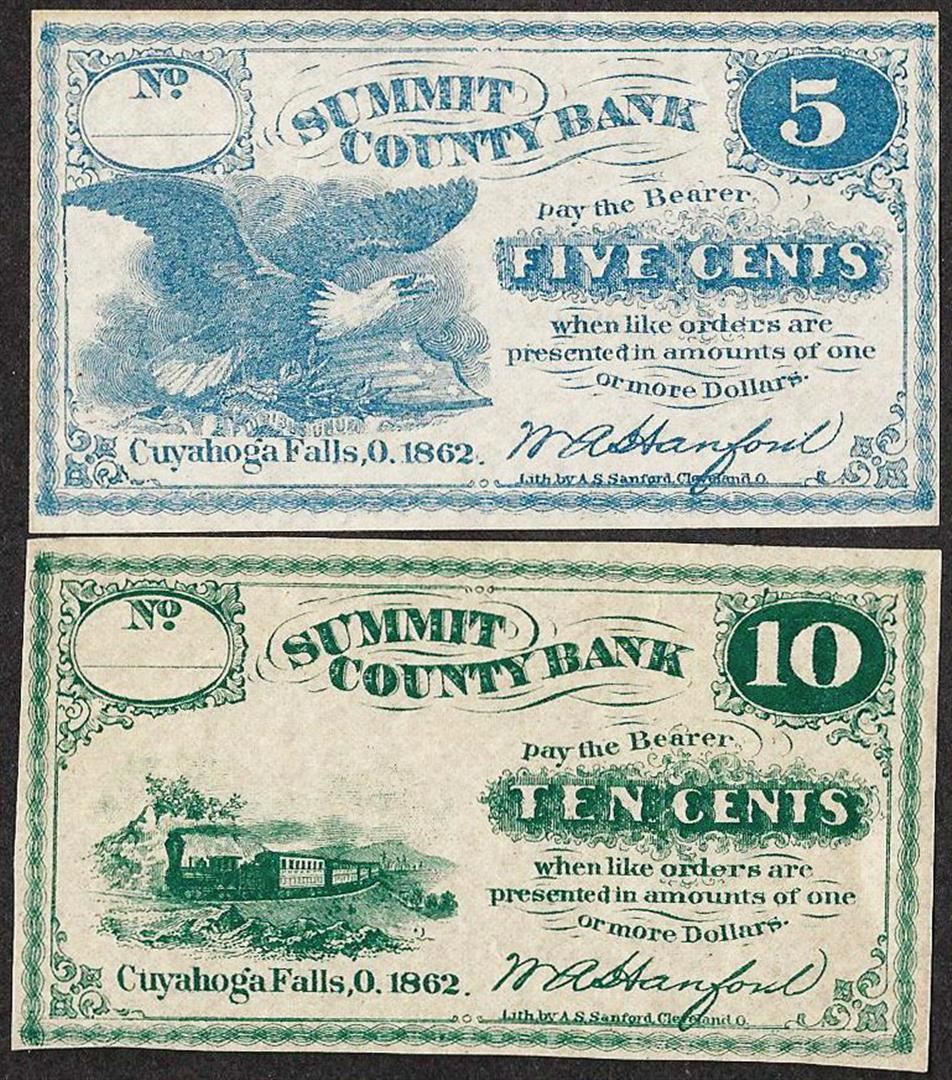 No.
SUMMIT
COUNTY BANK
5
pay the Bearer
FIVE CENTS
when like orders are
presented in amounts of one
or more Dollars.
Cuyahoga Falls, O. 1862.
W A Hanford
Lith. by A. S. Sanford, Cleveland O.
No.
SUMMIT
COUNTY BANK
10
pay the Bearer
TEN CENTS
when like orders are
presented in amounts of one
or more Dollars.
Cuyahoga Falls, O. 1862.
W A Hanford
Lith. by A. S. Sanford, Cleveland O.